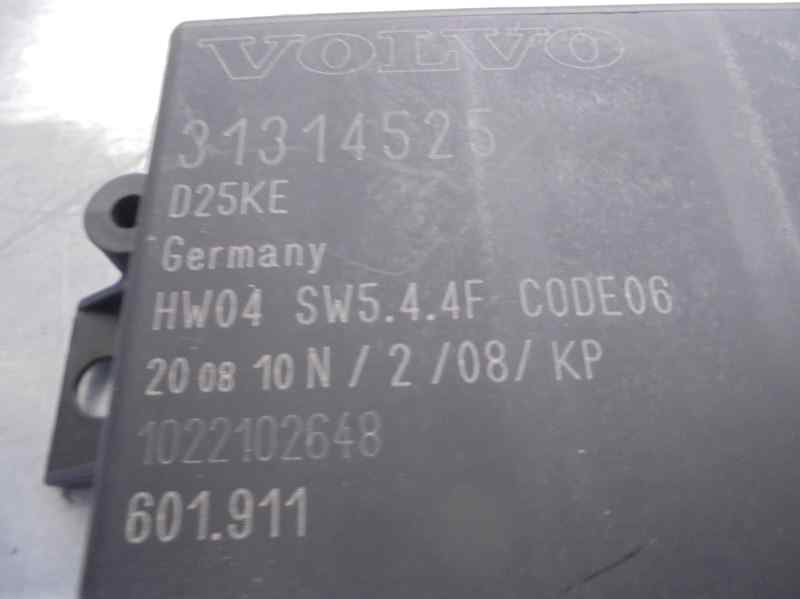 VOLVO
31314525
D25KE
Germany
HW04 SW5.4.4F CODE06
20 08 10 N / 2 /08/ KP
1022102648
601.911